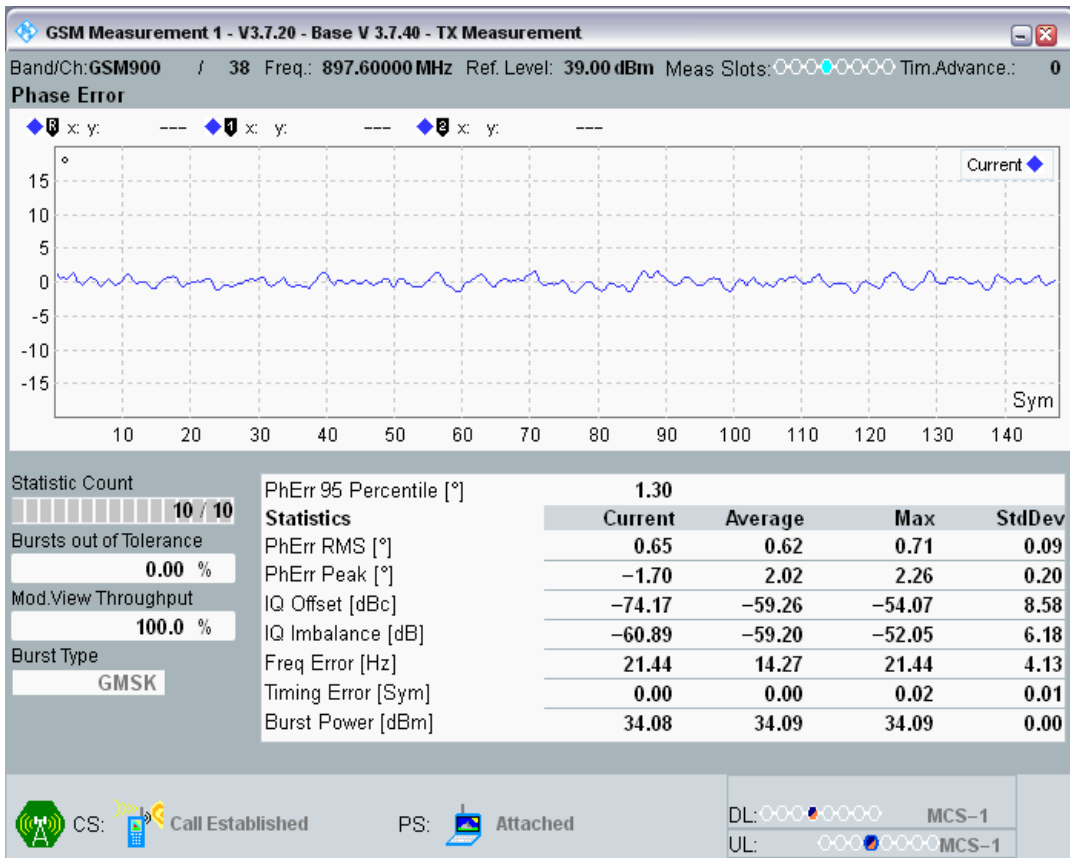 GSM Measurement 1 - V3.7.20 - Base V 3.7.40 - TX Measurement
Band/Ch:GSM900 / 38 Freq.: 897.60000 MHz Ref. Level: 39.00 dBm Meas Slots: Tim.Advance.: 0
Phase Error
R x: y: --- 1 x: y: --- 2 x: y: ---
°
Current
15
10
5
0
-5
-10
-15
Sym
10 20 30 40 50 60 70 80 90 100 110 120 130 140
Statistic Count
10 / 10
Bursts out of Tolerance
0.00 %
Mod.View Throughput
100.0 %
Burst Type
GMSK
PhErr 95 Percentile [°] 1.30
Statistics Current Average Max StdDev
PhErr RMS [°] 0.65 0.62 0.71 0.09
PhErr Peak [°] −1.70 2.02 2.26 0.20
IQ Offset [dBc] −74.17 −59.26 −54.07 8.58
IQ Imbalance [dB] −60.89 −59.20 −52.05 6.18
Freq Error [Hz] 21.44 14.27 21.44 4.13
Timing Error [Sym] 0.00 0.00 0.02 0.01
Burst Power [dBm] 34.08 34.09 34.09 0.00
CS: Call Established PS: Attached
DL: MCS−1
UL: MCS−1